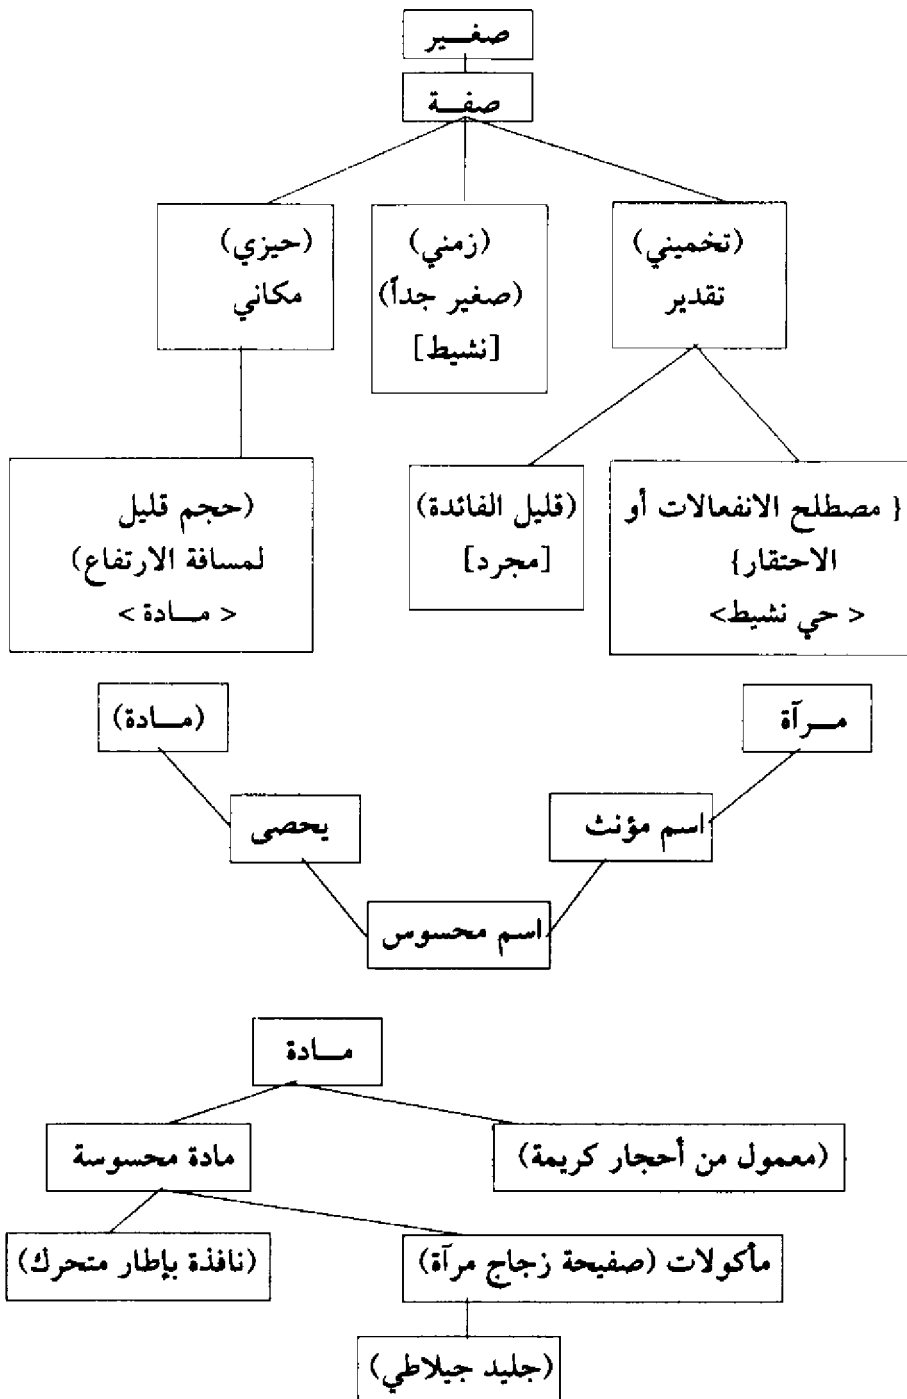 صغير
صفة
(تخميني)
تقدير
(زمني)
(صغير جداً)
[نشيط]
(حيزي)
مكاني
{ مصطلح الانفعالات أو
الاحتقار}
< حي نشيط>
(قليل الفائدة)
[مجرد]
(حجم قليل
لمسافة الارتفاع)
< مادة >
مرآة
(مادة)
اسم مؤنث
يحصى
اسم محسوس
مادة
(معمول من أحجار كريمة)
مادة محسوسة
مأكولات (صفيحة زجاج مرآة)
(نافذة بإطار متحرك)
(جليد جيلاطي)